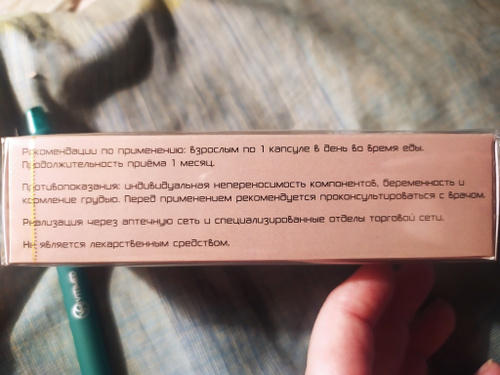 Рекомендации по применению: взрослым по 1 капсуле в день во время еды.
Продолжительность приёма 1 месяц.
Противопоказания: индивидуальная непереносимость компонентов, беременность и
кормление грудью. Перед применением рекомендуется проконсультироваться с врачом.
Реализация через аптечную сеть и специализированные отделы торговой сети.
Не является лекарственным средством.